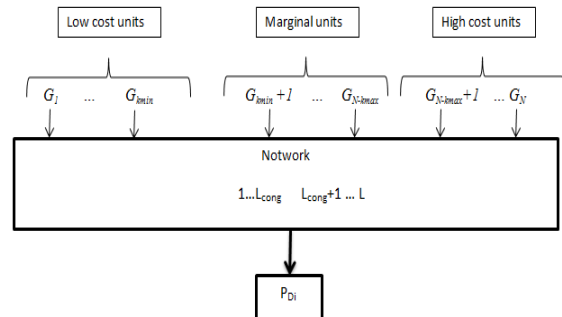 Low cost units Marginal units High cost units
G1 ... Gkmin Gkmin+1 ... GN-kmax GN-kmax+1 ... GN
Notwork
1...Lcong Lcong+1 ... L
PDi